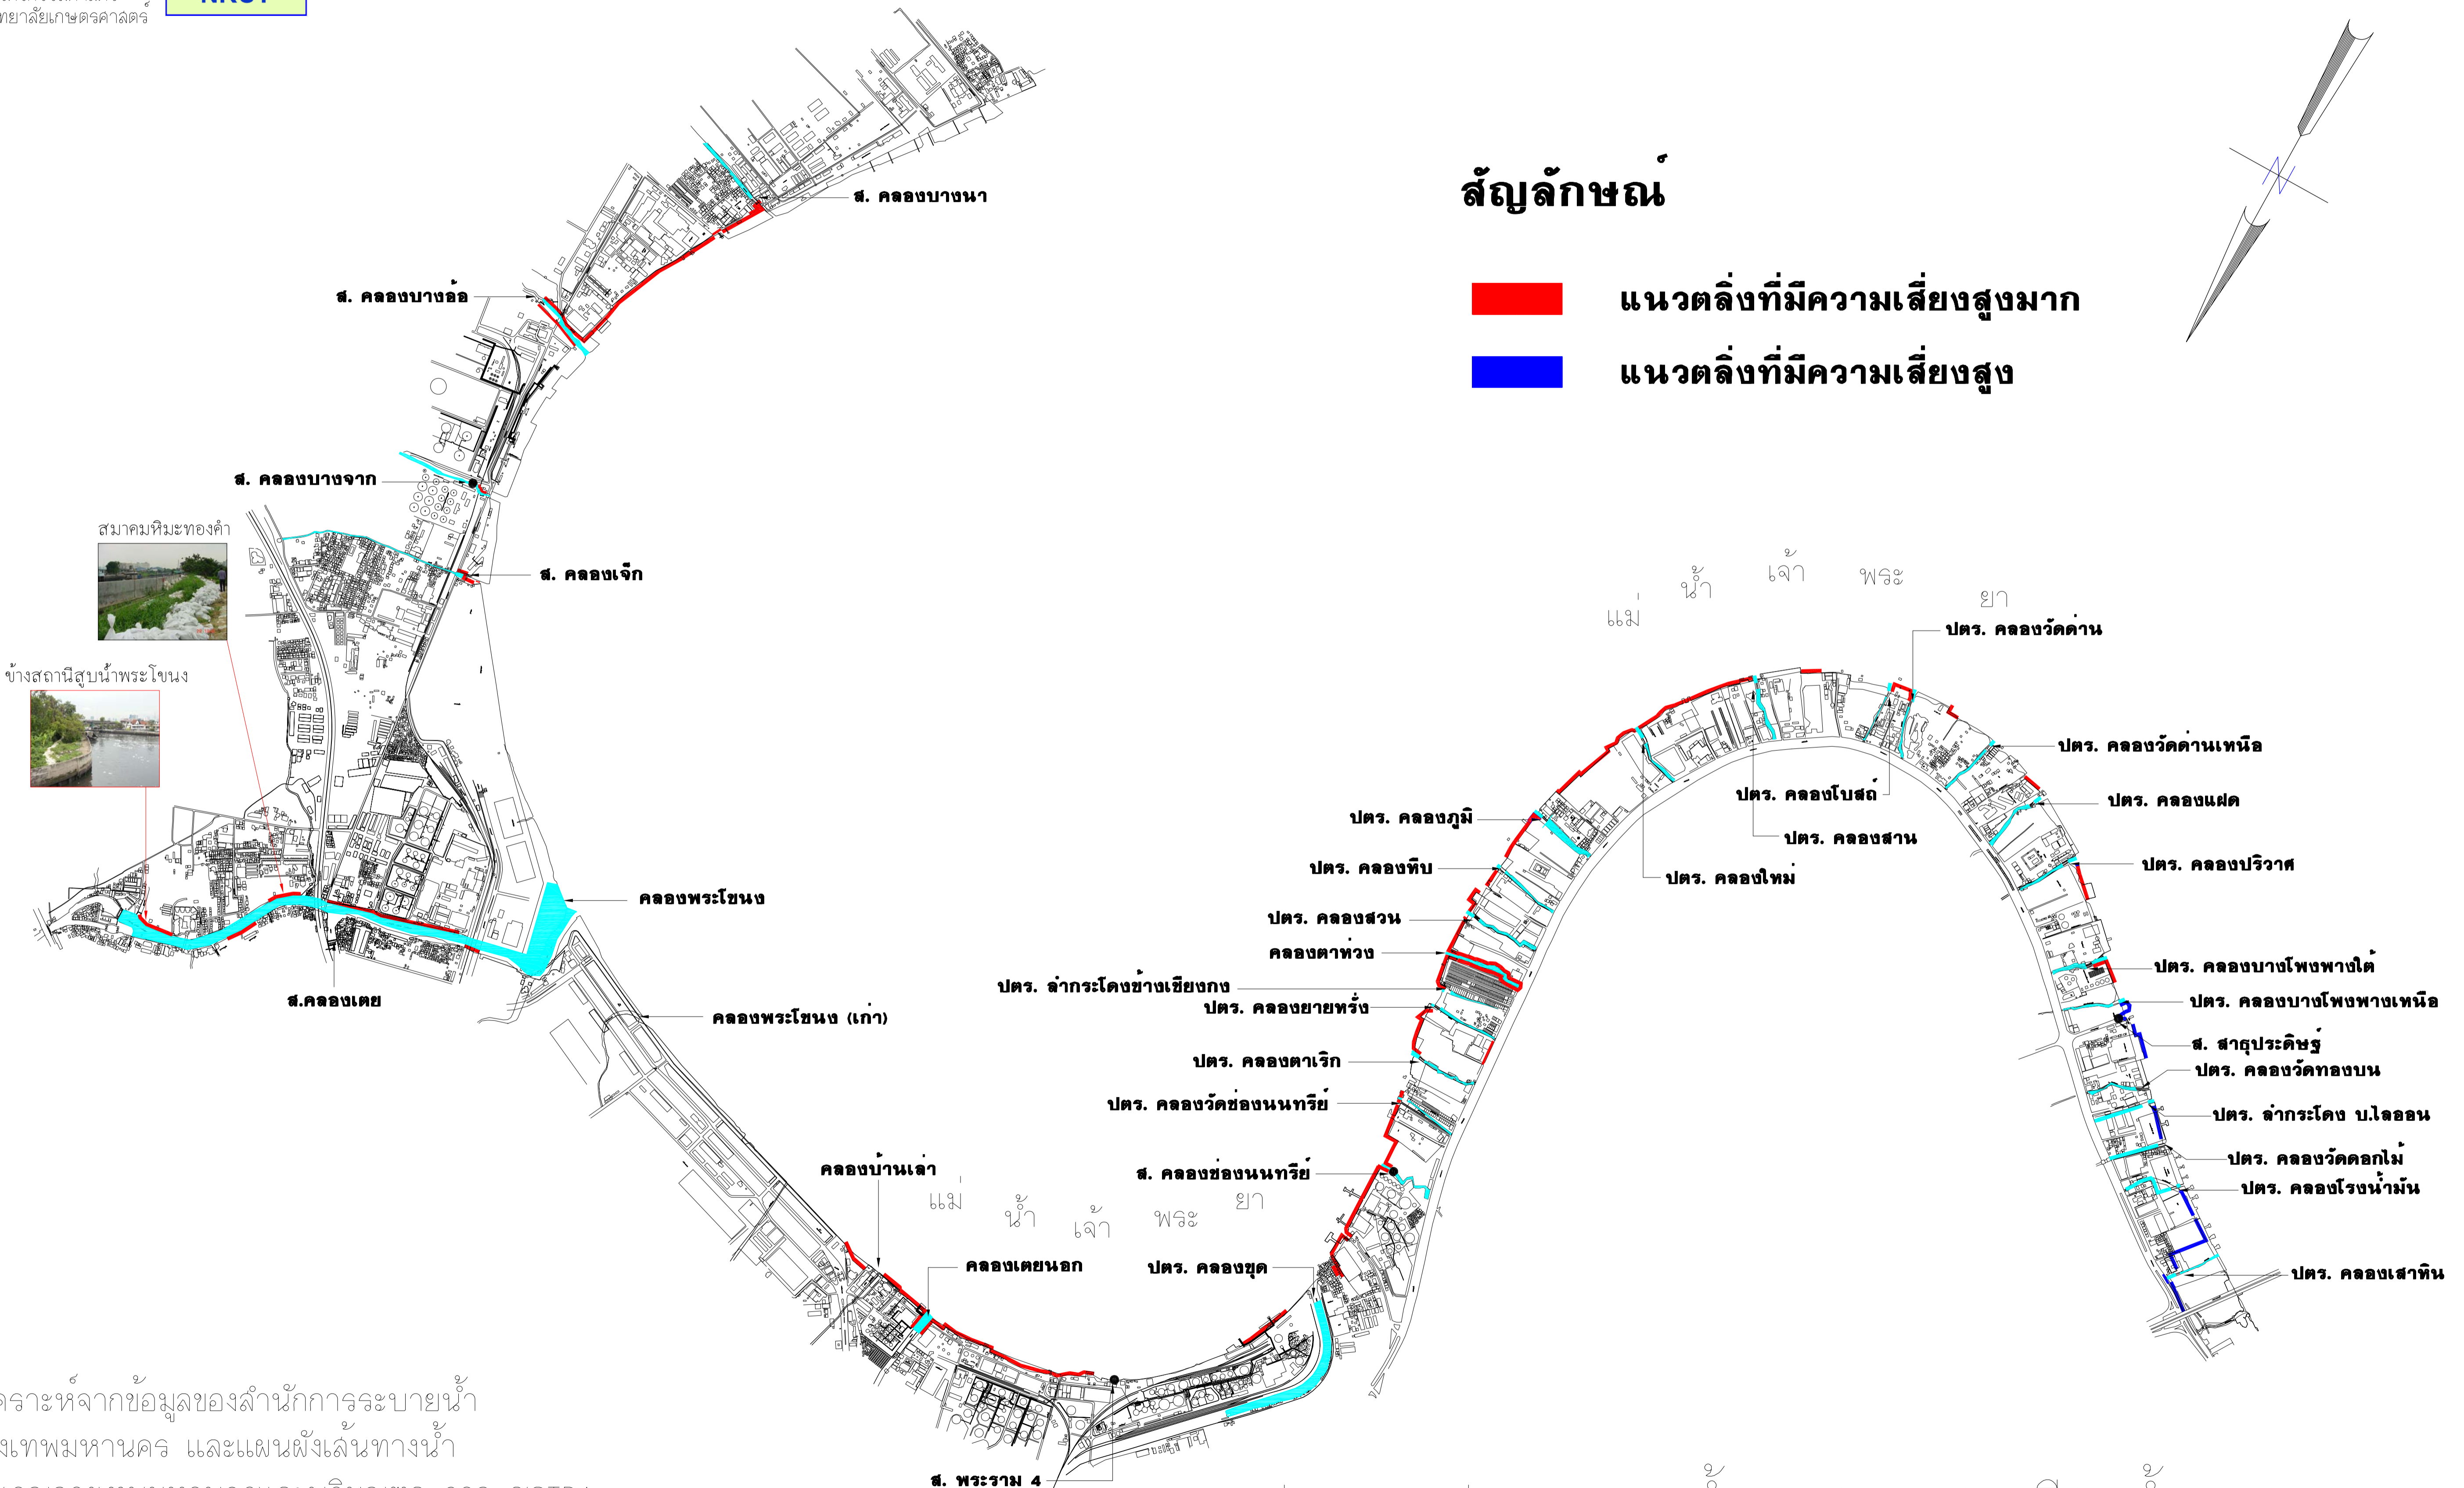 ทยาลัยเกษตรศาสตร์
ส. คลองบางนา
สัญลักษณ์
แนวตลิ่งที่มีความเสี่ยงสูงมาก
แนวตลิ่งที่มีความเสี่ยงสูง
ส. คลองบางอ้อ
ส. คลองบางจาก
สมาคมหิมะทองคำ
ส. คลองเจ๊ก
ข้างสถานีสูบน้ำพระโขนง
แม่ น้ำ เจ้า พระ ยา
ปตร. คลองวัดด่าน
ปตร. คลองวัดด่านเหนือ
ปตร. คลองโบสถ์
ปตร. คลองแฝด
ปตร. คลองภูมิ
ปตร. คลองสาน
ปตร. คลองปริวาศ
ปตร. คลองทึบ
ปตร. คลองใหม่
คลองพระโขนง
ปตร. คลองสวน
คลองตาห่วง
ปตร. คลองบางโพงพางใต้
ปตร. ลำกระโดงข้างเซียงกง
ส.คลองเตย
ปตร. คลองบางโพงพางเหนือ
ปตร. คลองยายหรั่ง
คลองพระโขนง (เก่า)
ส. สาธุประดิษฐ์
ปตร. คลองตาเริก
ปตร. คลองวัดทองบน
ปตร. คลองวัดช่องนนทรีย์
ปตร. ลำกระโดง บ.ไลออน
คลองบ้านเล่า
ส. คลองช่องนนทรีย์
ปตร. คลองวัดดอกไม้
ปตร. คลองโรงน้ำมัน
แม่ น้ำ เจ้า พระ ยา
คลองเตยนอก
ปตร. คลองขุด
ปตร. คลองเสาหิน
คราะห์จากข้อมูลของสำนักการระบายน้ำ
งเทพมหานคร และแผนผังเส้นทางน้ำ
ส. พระราม 4